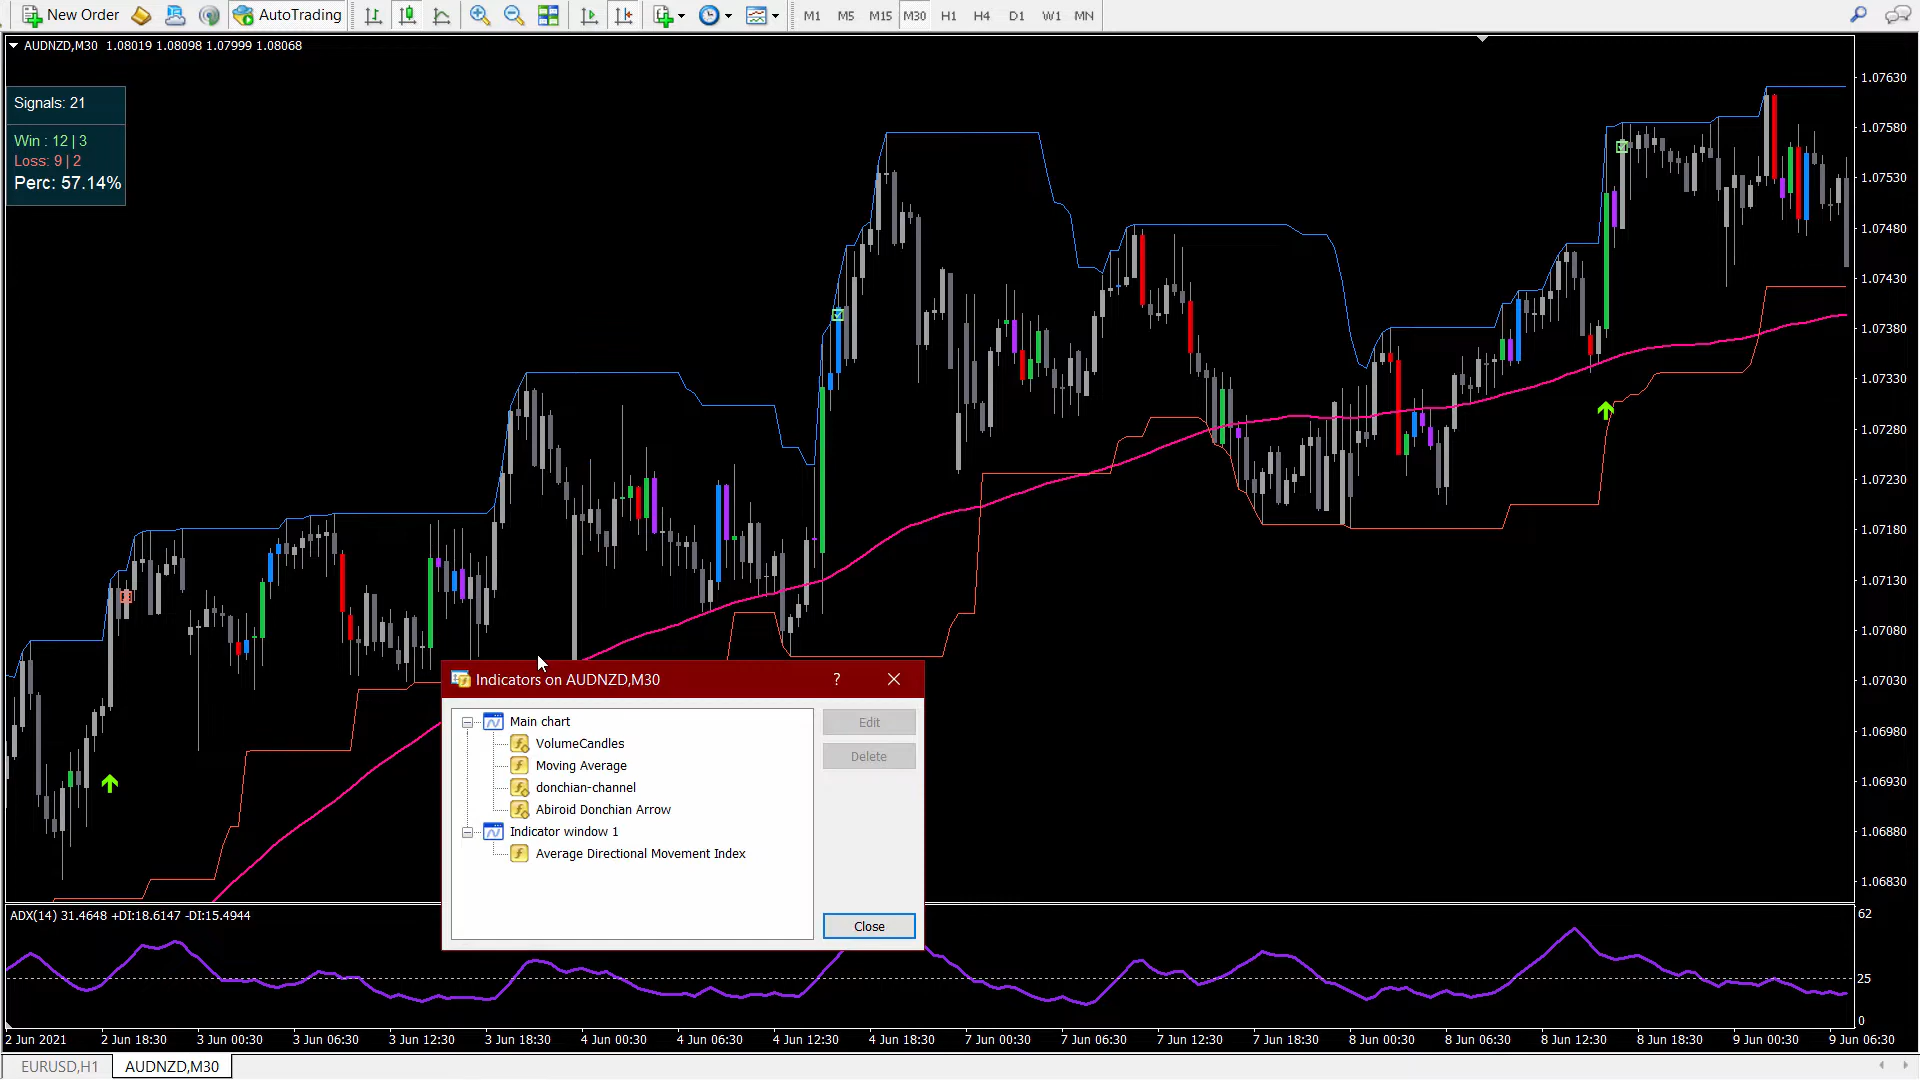 New Order
AutoTrading
M1 M5 M15 M30 H1 H4 D1 W1 MN
AUDNZD,M30 1.08019 1.08098 1.07999 1.08068
Signals: 21
Win : 12 | 3
Loss: 9 | 2
Perc: 57.14%
1.07630
1.07580
1.07530
1.07480
1.07430
1.07380
1.07330
1.07280
1.07230
1.07180
1.07130
1.07080
1.07030
1.06980
1.06930
1.06880
1.06830
Indicators on AUDNZD,M30 ?
Main chart
VolumeCandles
Moving Average
donchian-channel
Abiroid Donchian Arrow
Indicator window 1
Average Directional Movement Index
Edit
Delete
Close
ADX(14) 31.4648 +DI:18.6147 -DI:15.4944
62
25
0
2 Jun 2021 2 Jun 18:30 3 Jun 00:30 3 Jun 06:30 3 Jun 12:30 3 Jun 18:30 4 Jun 00:30 4 Jun 06:30 4 Jun 12:30 4 Jun 18:30 7 Jun 00:30 7 Jun 06:30 7 Jun 12:30 7 Jun 18:30 8 Jun 00:30 8 Jun 06:30 8 Jun 12:30 8 Jun 18:30 9 Jun 00:30 9 Jun 06:30
EURUSD,H1 AUDNZD,M30